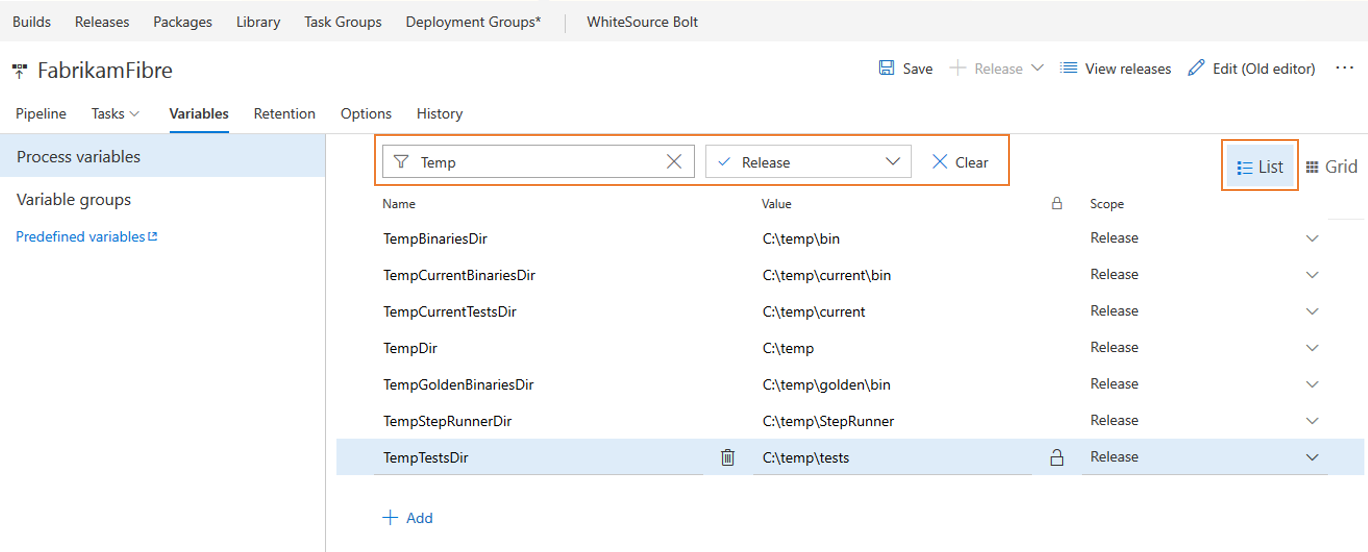 Builds Releases Packages Library Task Groups Deployment Groups* WhiteSource Bolt
FabrikamFibre Save Release View releases Edit (Old editor) ...
Pipeline Tasks Variables Retention Options History
Process variables
Variable groups
Predefined variables
Temp Release Clear List Grid
Name Value Scope
TempBinariesDir C:\temp\bin Release
TempCurrentBinariesDir C:\temp\current\bin Release
TempCurrentTestsDir C:\temp\current Release
TempDir C:\temp Release
TempGoldenBinariesDir C:\temp\golden\bin Release
TempStepRunnerDir C:\temp\StepRunner Release
TempTestsDir C:\temp\tests Release
Add